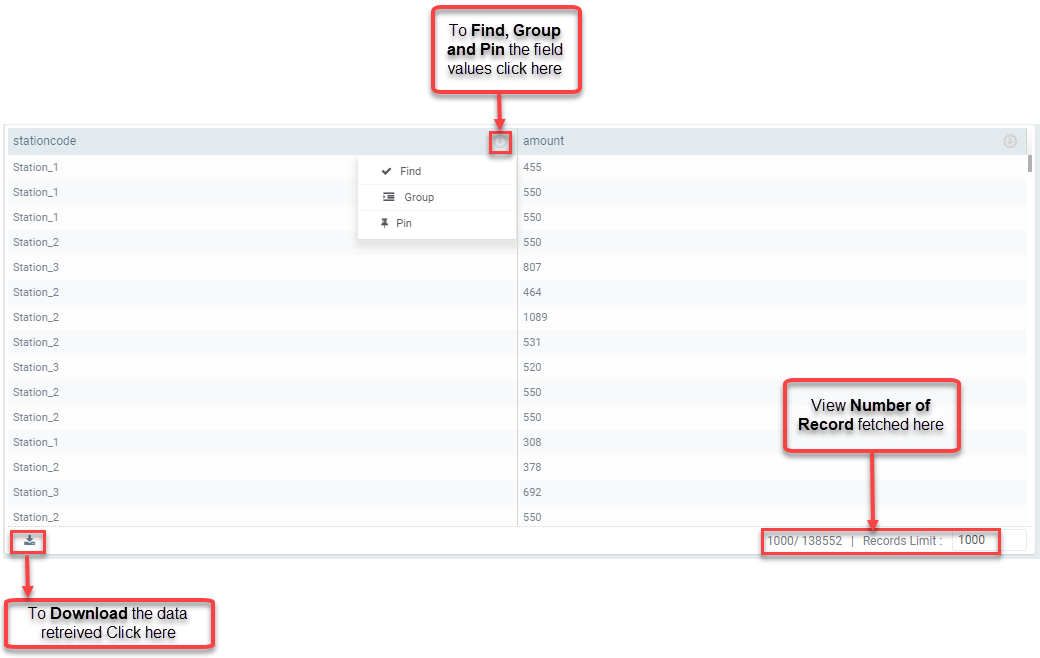 To Find, Group
and Pin the field
values click here
stationcode amount
Station_1 455
Find
Station_1 550
Group
Station_1 550
Pin
Station_2 550
Station_3 807
Station_2 464
Station_2 1089
Station_2 531
Station_3 520
Station_2 550
Station_2 550
Station_1 308
Station_2 378
Station_3 692
Station_2 550
View Number of
Record fetched here
1000/ 138552 | Records Limit : 1000
To Download the data
retreived Click here